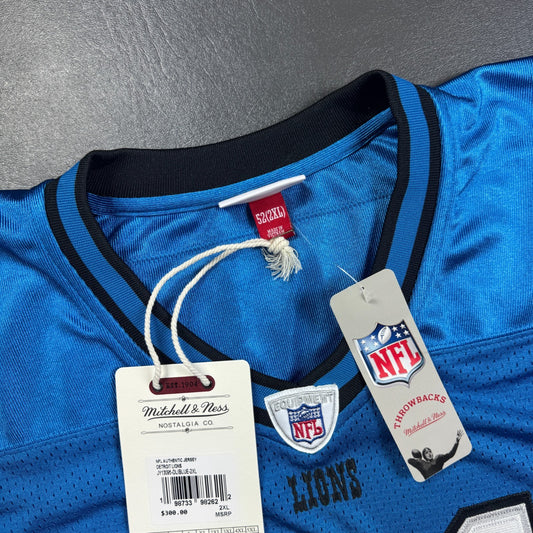 52(2XL)
EST. 1904
Mitchell & Ness
NOSTALGIA CO.
NFL AUTHENTIC JERSEY
DETROIT LIONS
2XL
$300.00
MSRP
EQUIPMENT
NFL
LIONS
NFL
THROWBACKS
Mitchell & Ness